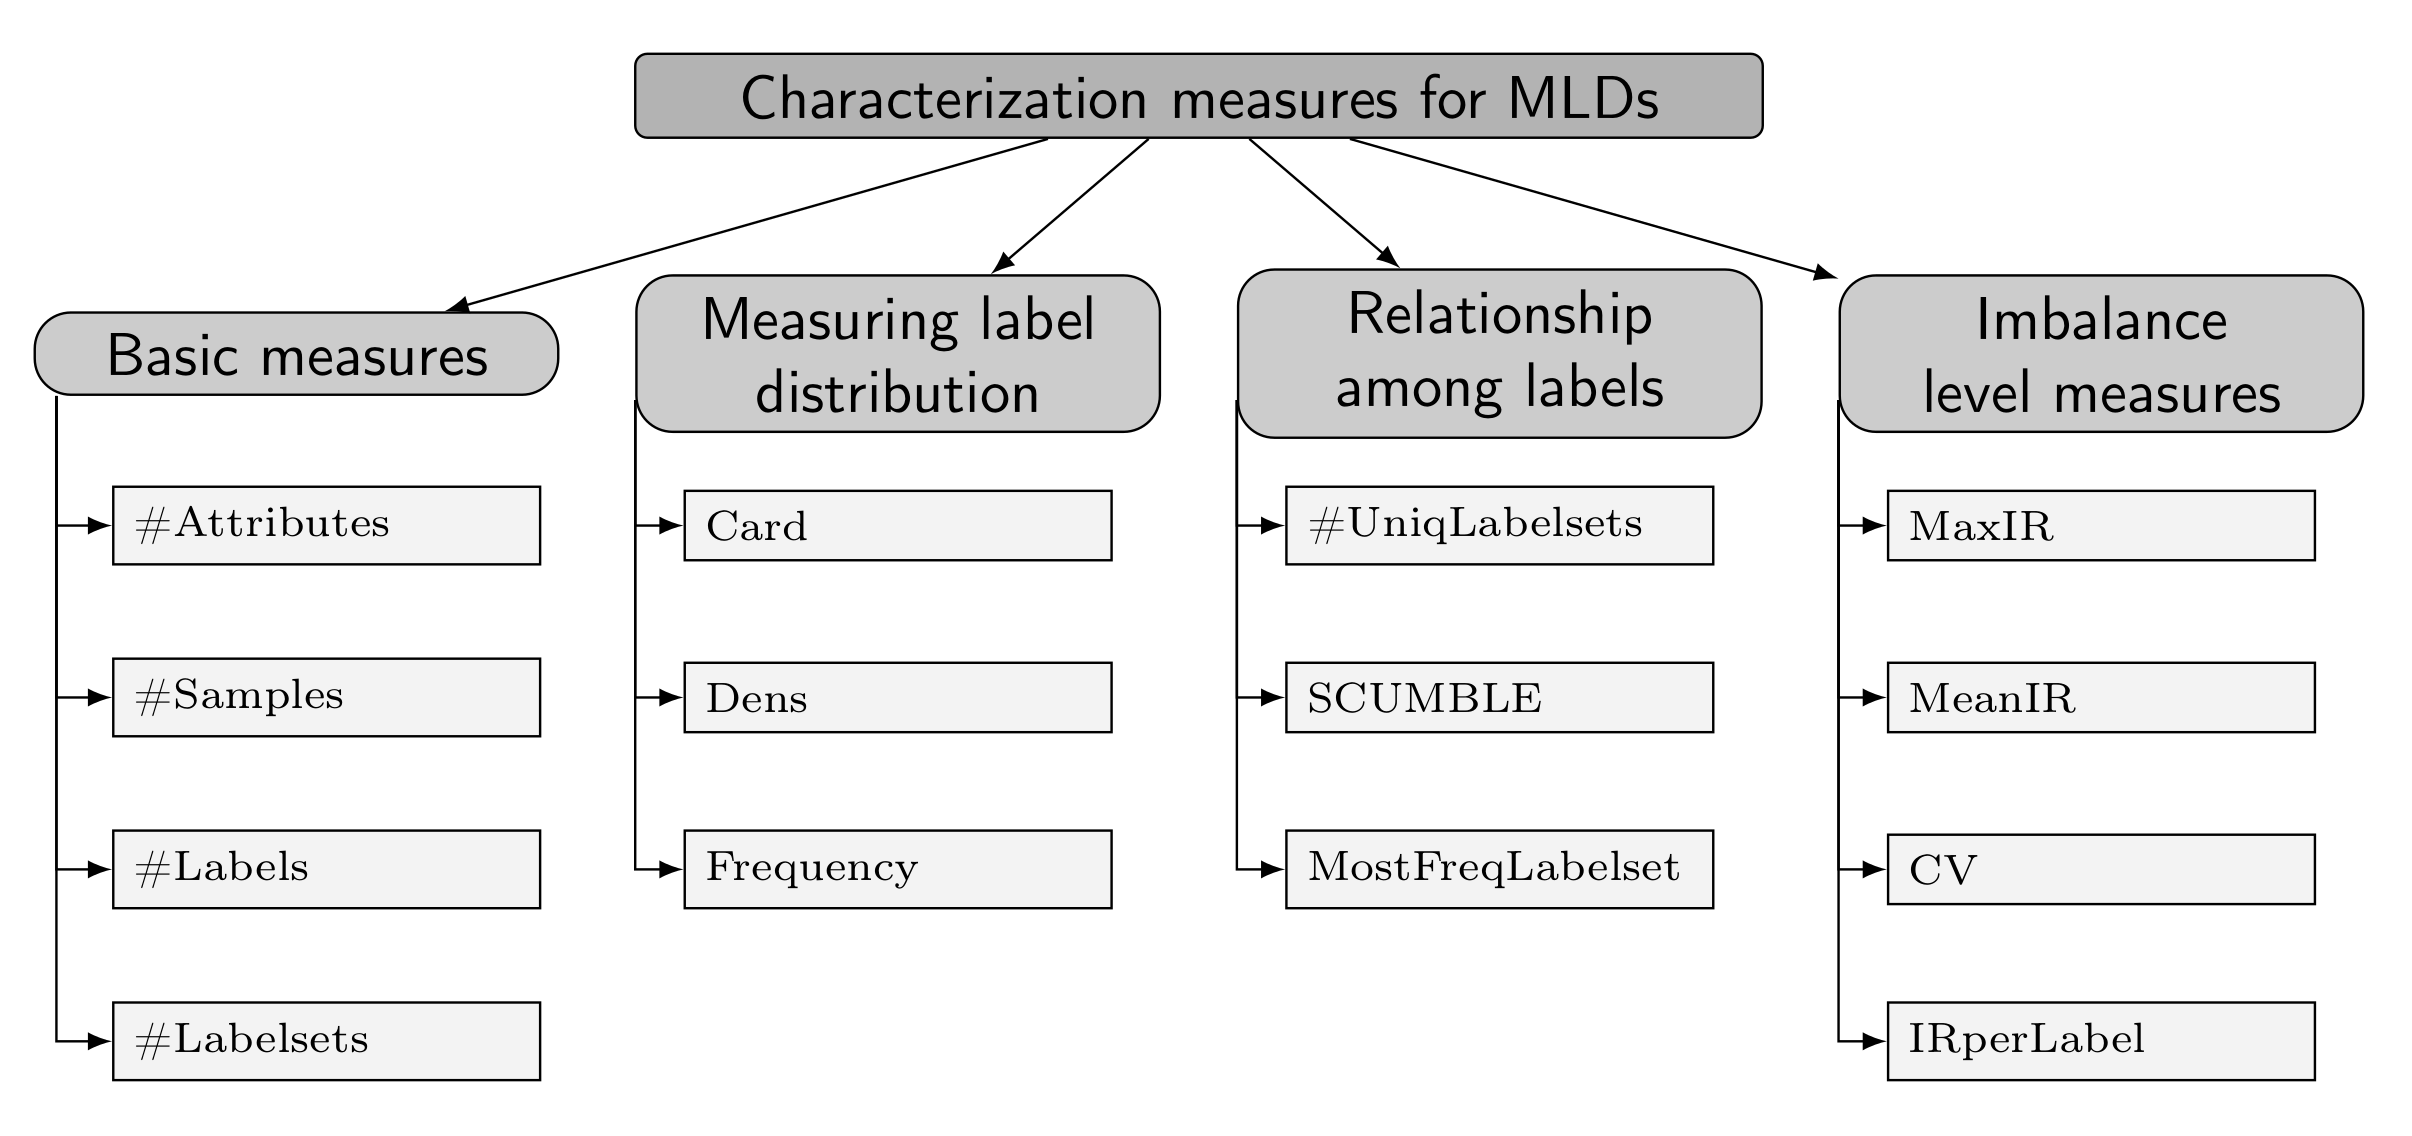 Characterization measures for MLDs
Basic measures
#Attributes
#Samples
#Labels
#Labelsets
Measuring label
distribution
Card
Dens
Frequency
Relationship
among labels
#UniqLabelsets
SCUMBLE
MostFreqLabelset
Imbalance
level measures
MaxIR
MeanIR
CV
IRperLabel